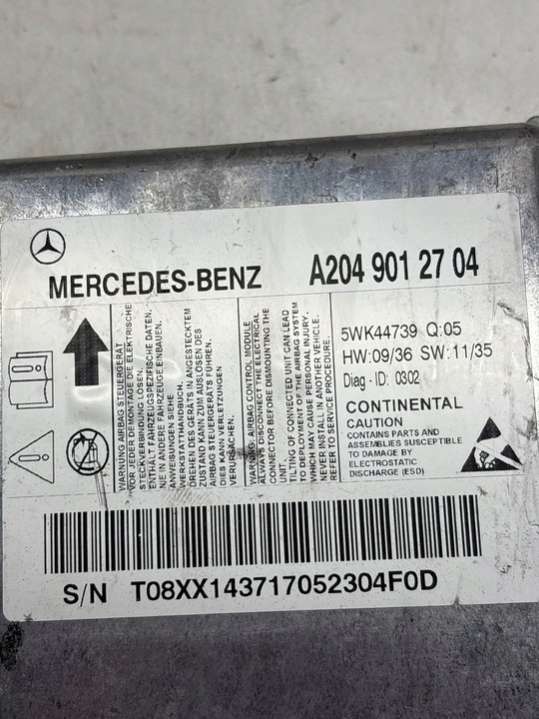 MERCEDES-BENZ
A204 901 27 04
WARNUNG AIRBAG STEUERGERÄT
VOR JEDER DEMONTAGE DIE ELEKTRISCHE
STECKVERBINDUNG LÖSEN.
ENTHÄLT FAHRZEUGSPEZIFISCHE DATEN.
NIE IN ANDERE FAHRZEUGE EINBAUEN.
ANWEISUNGEN SIEHE
WERKSTATTHANDBUCH.
DREHEN DES GERÄTS IN ANGESTECKTEM
ZUSTAND KANN ZUM AUSLÖSEN DES
AIRBAG STEUERGERÄTS FÜHREN.
DIES KANN VERLETZUNGEN
VERURSACHEN.
WARNUNG: AIRBAG CONTROL MODULE
ALWAYS DISCONNECT THE ELECTRICAL
CONNECTOR BEFORE DISMOUNTING THE
UNIT.
TILTING OF CONNECTED UNIT CAN LEAD
TO DEPLOYMENT OF THE AIRBAG SYSTEM
WHICH MAY CAUSE PERSONAL INJURY.
NEVER INSTALL IN ANOTHER VEHICLE.
REFER TO SERVICE PROCEDURE.
5WK44739 Q:05
HW:09/36 SW:11/35
Diag - ID: 0302
CONTINENTAL
CAUTION
CONTAINS PARTS AND
ASSEMBLIES SUSCEPTIBLE
TO DAMAGE BY
ELECTROSTATIC
DISCHARGE (ESD)
S/N T08XX143717052304F0D